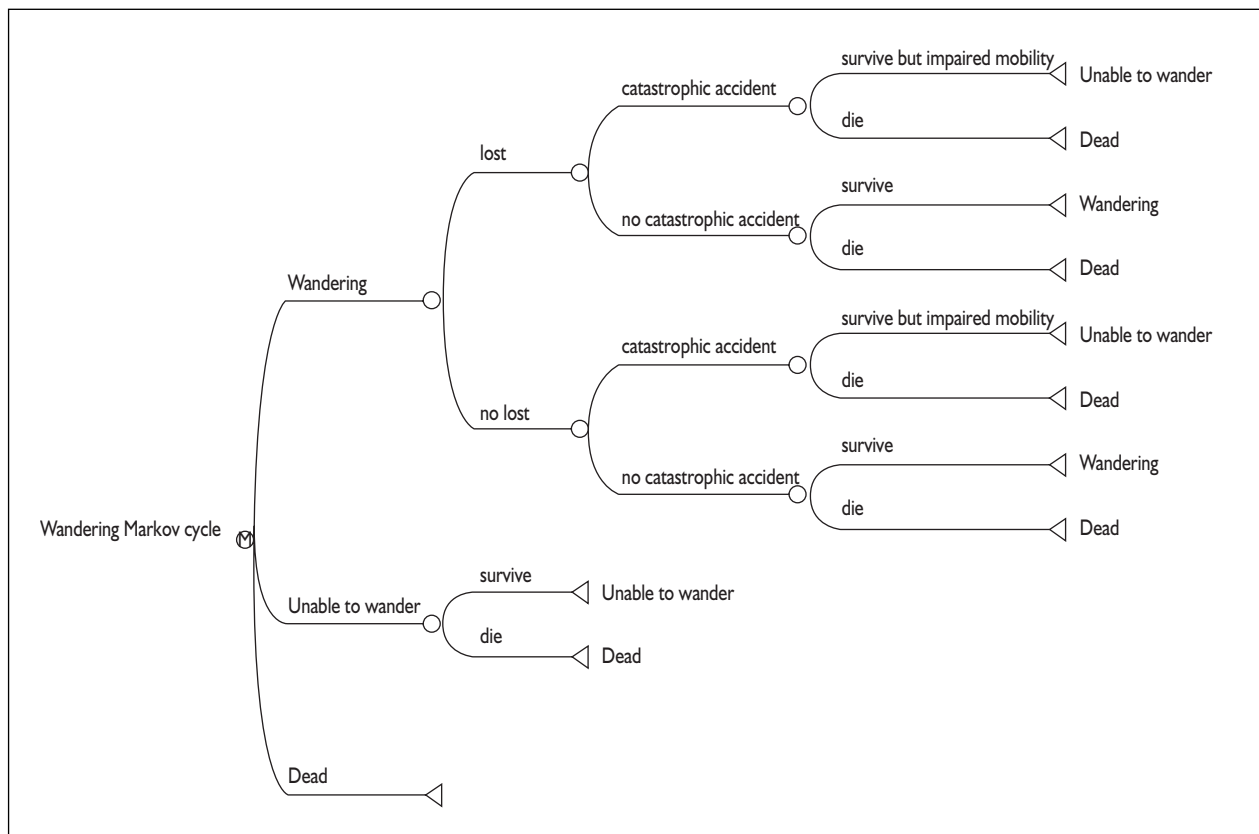 survive but impaired mobility
Unable to wander
catastrophic accident
die
Dead
lost
survive
Wandering
no catastrophic accident
die
Dead
Wandering
survive but impaired mobility
Unable to wander
catastrophic accident
die
Dead
no lost
survive
Wandering
no catastrophic accident
die
Dead
Wandering Markov cycle
M
survive
Unable to wander
Unable to wander
die
Dead
Dead